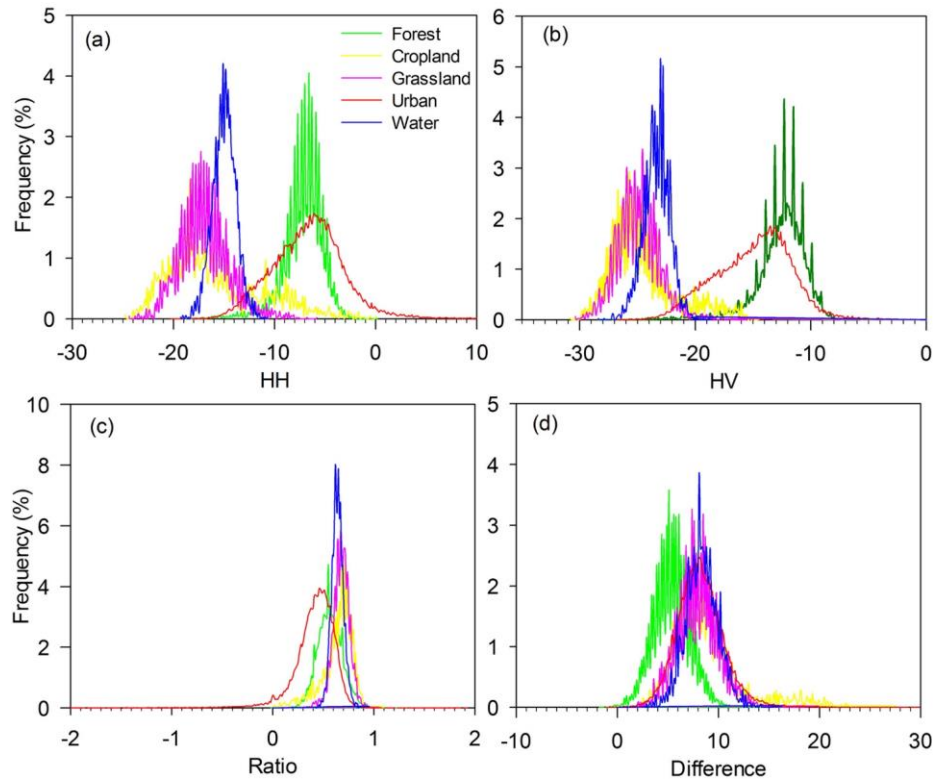 (a)
Forest
Cropland
Grassland
Urban
Water
Frequency (%)
5
4
3
2
1
0
-30 -20 -10 0 10
HH
(b)
6
5
4
3
2
1
0
-30 -20 -10 0
HV
(c)
Frequency (%)
10
8
6
4
2
0
-2 -1 0 1 2
Ratio
(d)
5
4
3
2
1
0
-10 0 10 20 30
Difference